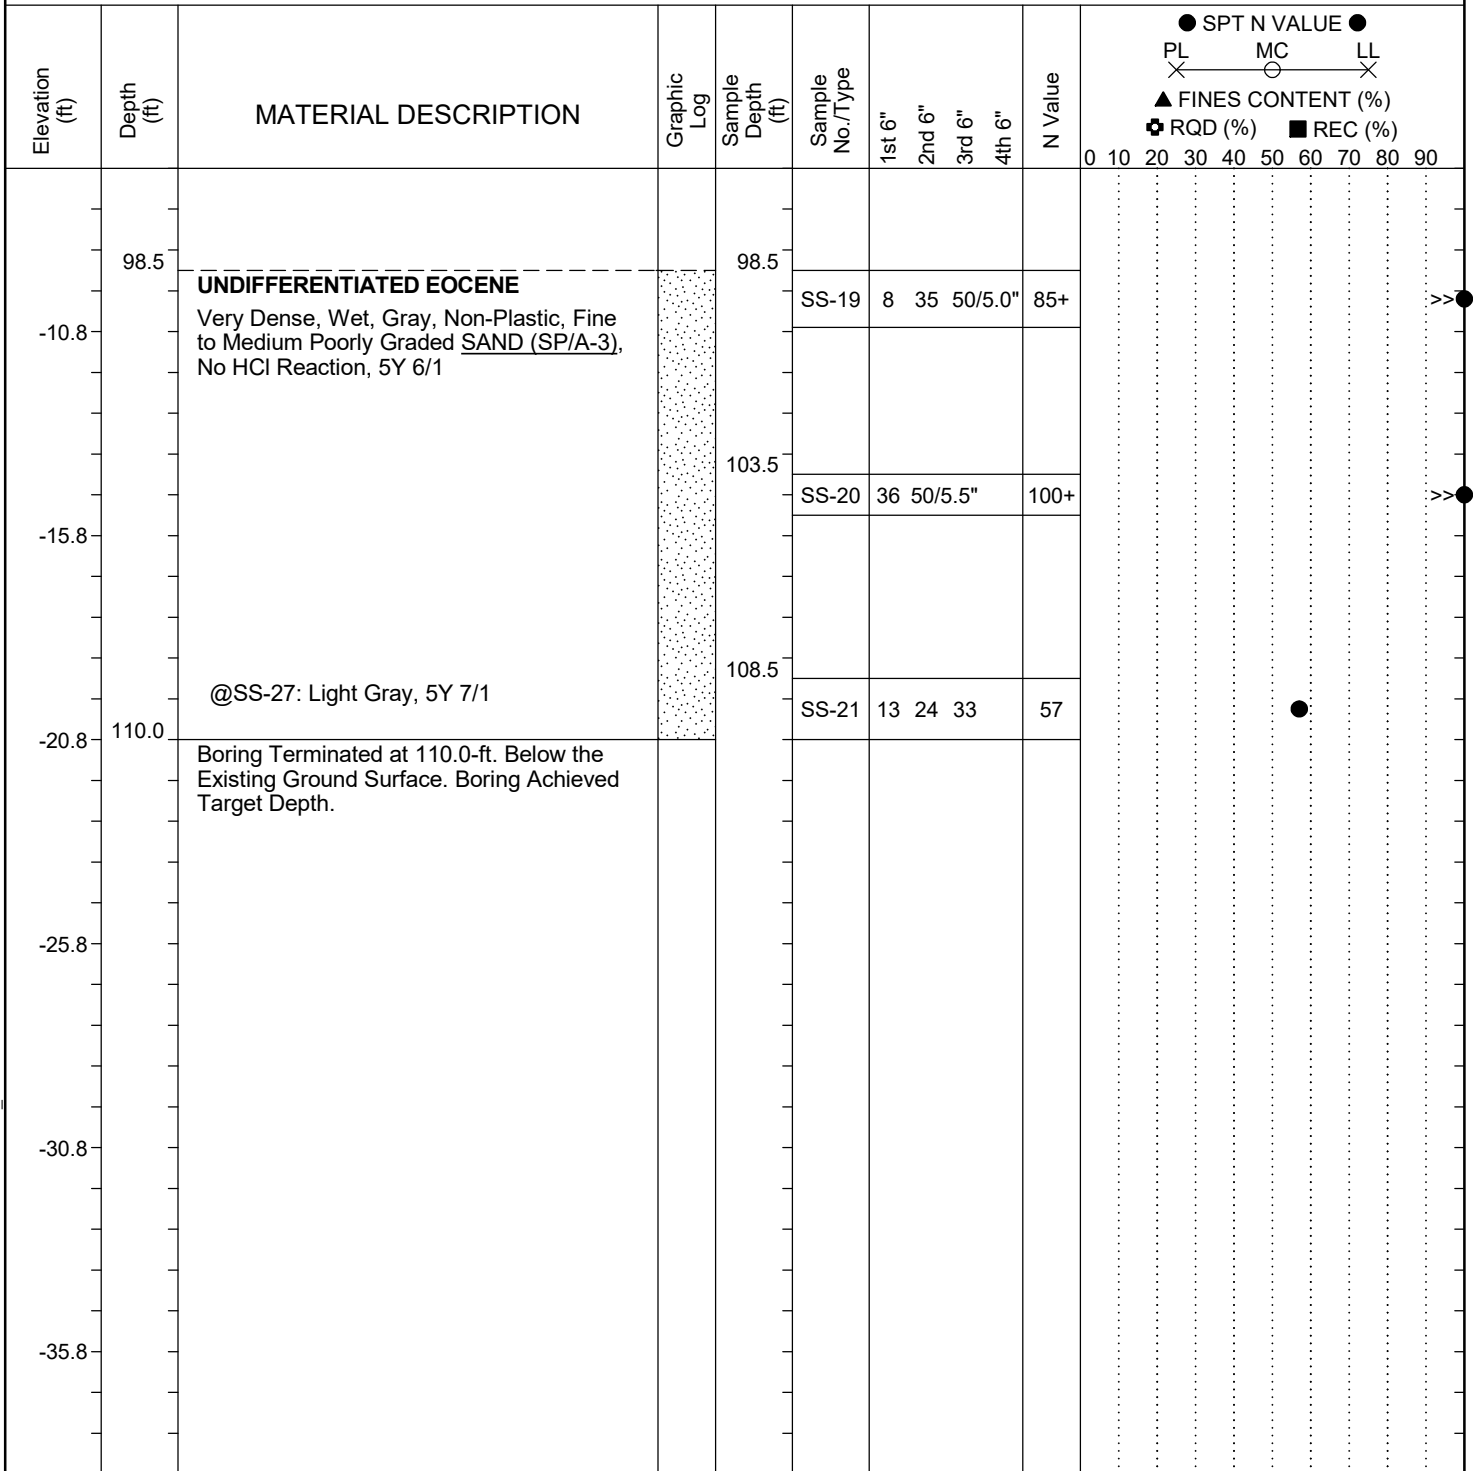 Elevation (ft)
Depth (ft)
MATERIAL DESCRIPTION
Graphic Log
Sample Depth (ft)
Sample No./Type
1st 6"
2nd 6"
3rd 6"
4th 6"
N Value
● SPT N VALUE ●
PL MC LL
▲ FINES CONTENT (%)
RQD (%) ■ REC (%)
0 10 20 30 40 50 60 70 80 90
98.5 98.5
UNDIFFERENTIATED EOCENE
SS-19 8 35 50/5.0" 85+ >>
Very Dense, Wet, Gray, Non-Plastic, Fine
-10.8
to Medium Poorly Graded SAND (SP/A-3),
No HCl Reaction, 5Y 6/1
103.5
SS-20 36 50/5.5" 100+ >>
-15.8
108.5
@SS-27: Light Gray, 5Y 7/1
SS-21 13 24 33 57
110.0
-20.8
Boring Terminated at 110.0-ft. Below the
Existing Ground Surface. Boring Achieved
Target Depth.
-25.8
-30.8
-35.8